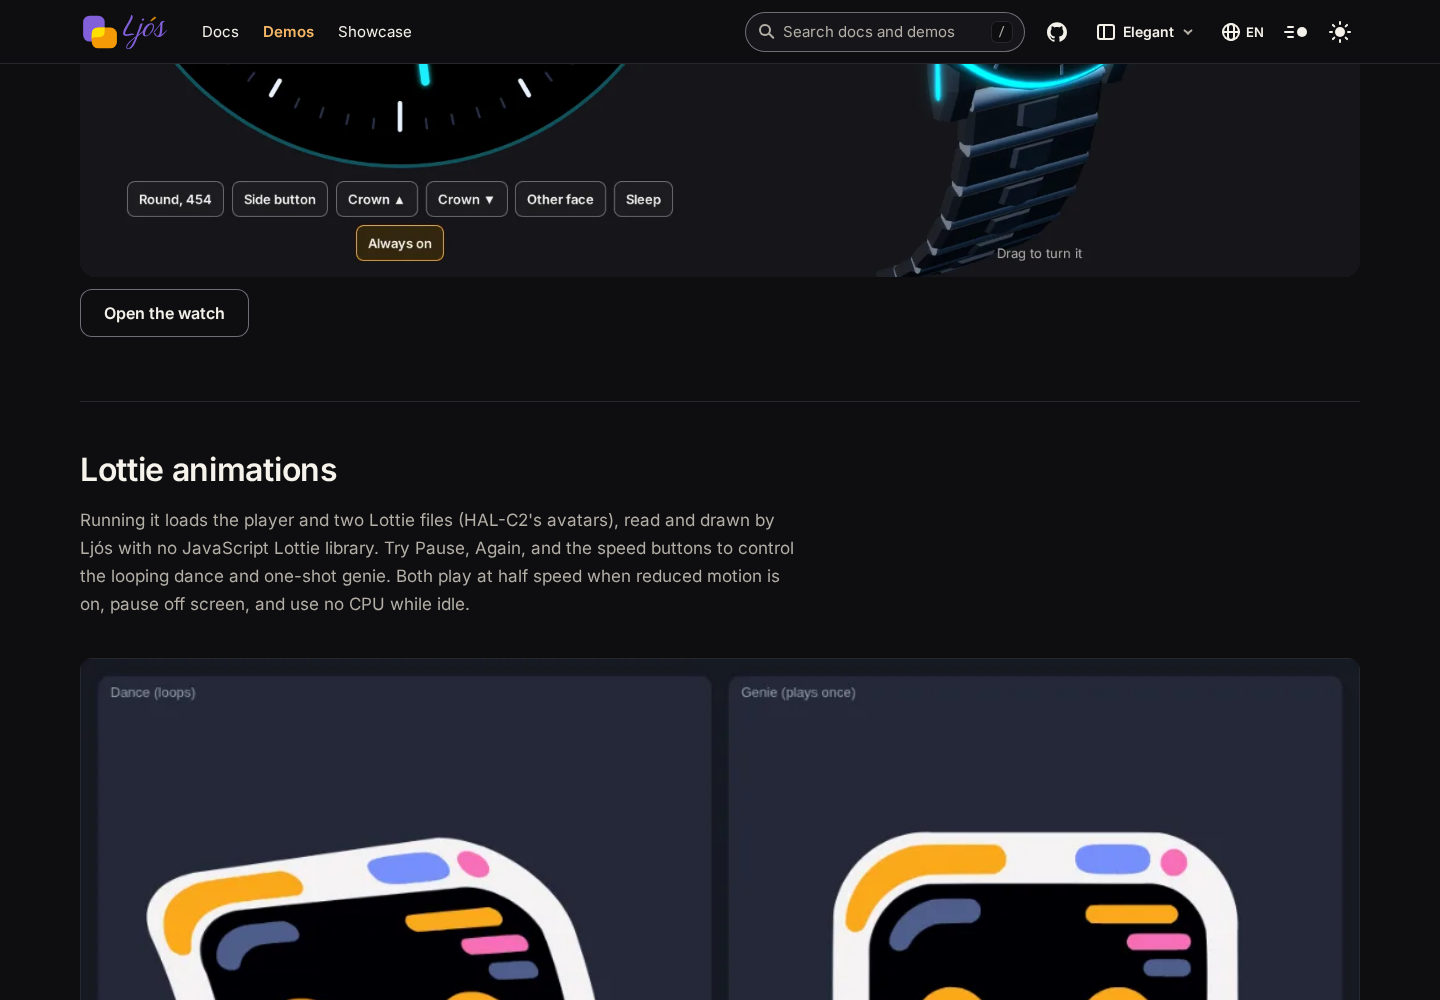 Ljós
Docs
Demos
Showcase
Search docs and demos
/
Elegant
EN
Round, 454
Side button
Crown ▲
Crown ▼
Other face
Sleep
Always on
Drag to turn it
Open the watch
Lottie animations
Running it loads the player and two Lottie files (HAL-C2's avatars), read and drawn by
Ljós with no JavaScript Lottie library. Try Pause, Again, and the speed buttons to control
the looping dance and one-shot genie. Both play at half speed when reduced motion is
on, pause off screen, and use no CPU while idle.
Dance (loops)
Genie (plays once)